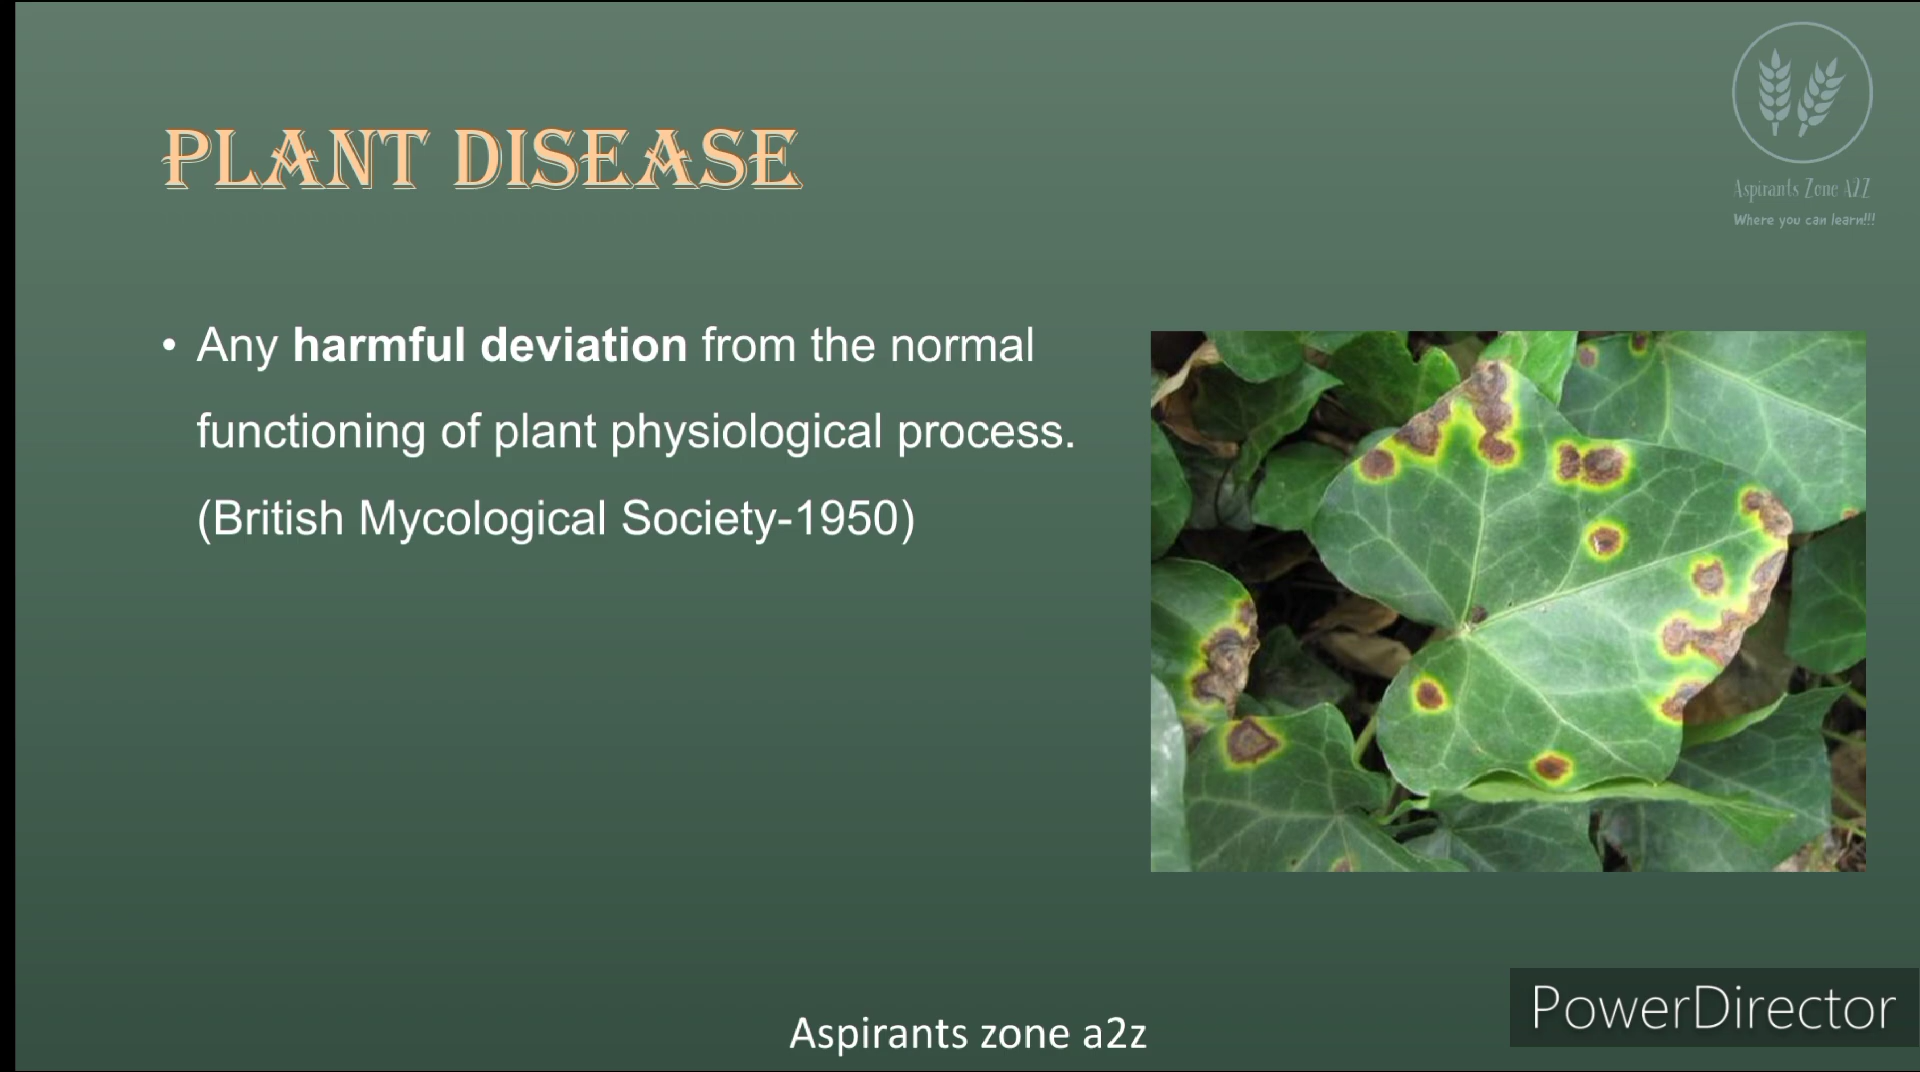 Aspirants Zone A2Z
Where you can learn!!!
PLANT DISEASE
• Any harmful deviation from the normal
functioning of plant physiological process.
(British Mycological Society-1950)
PowerDirector
Aspirants zone a2z